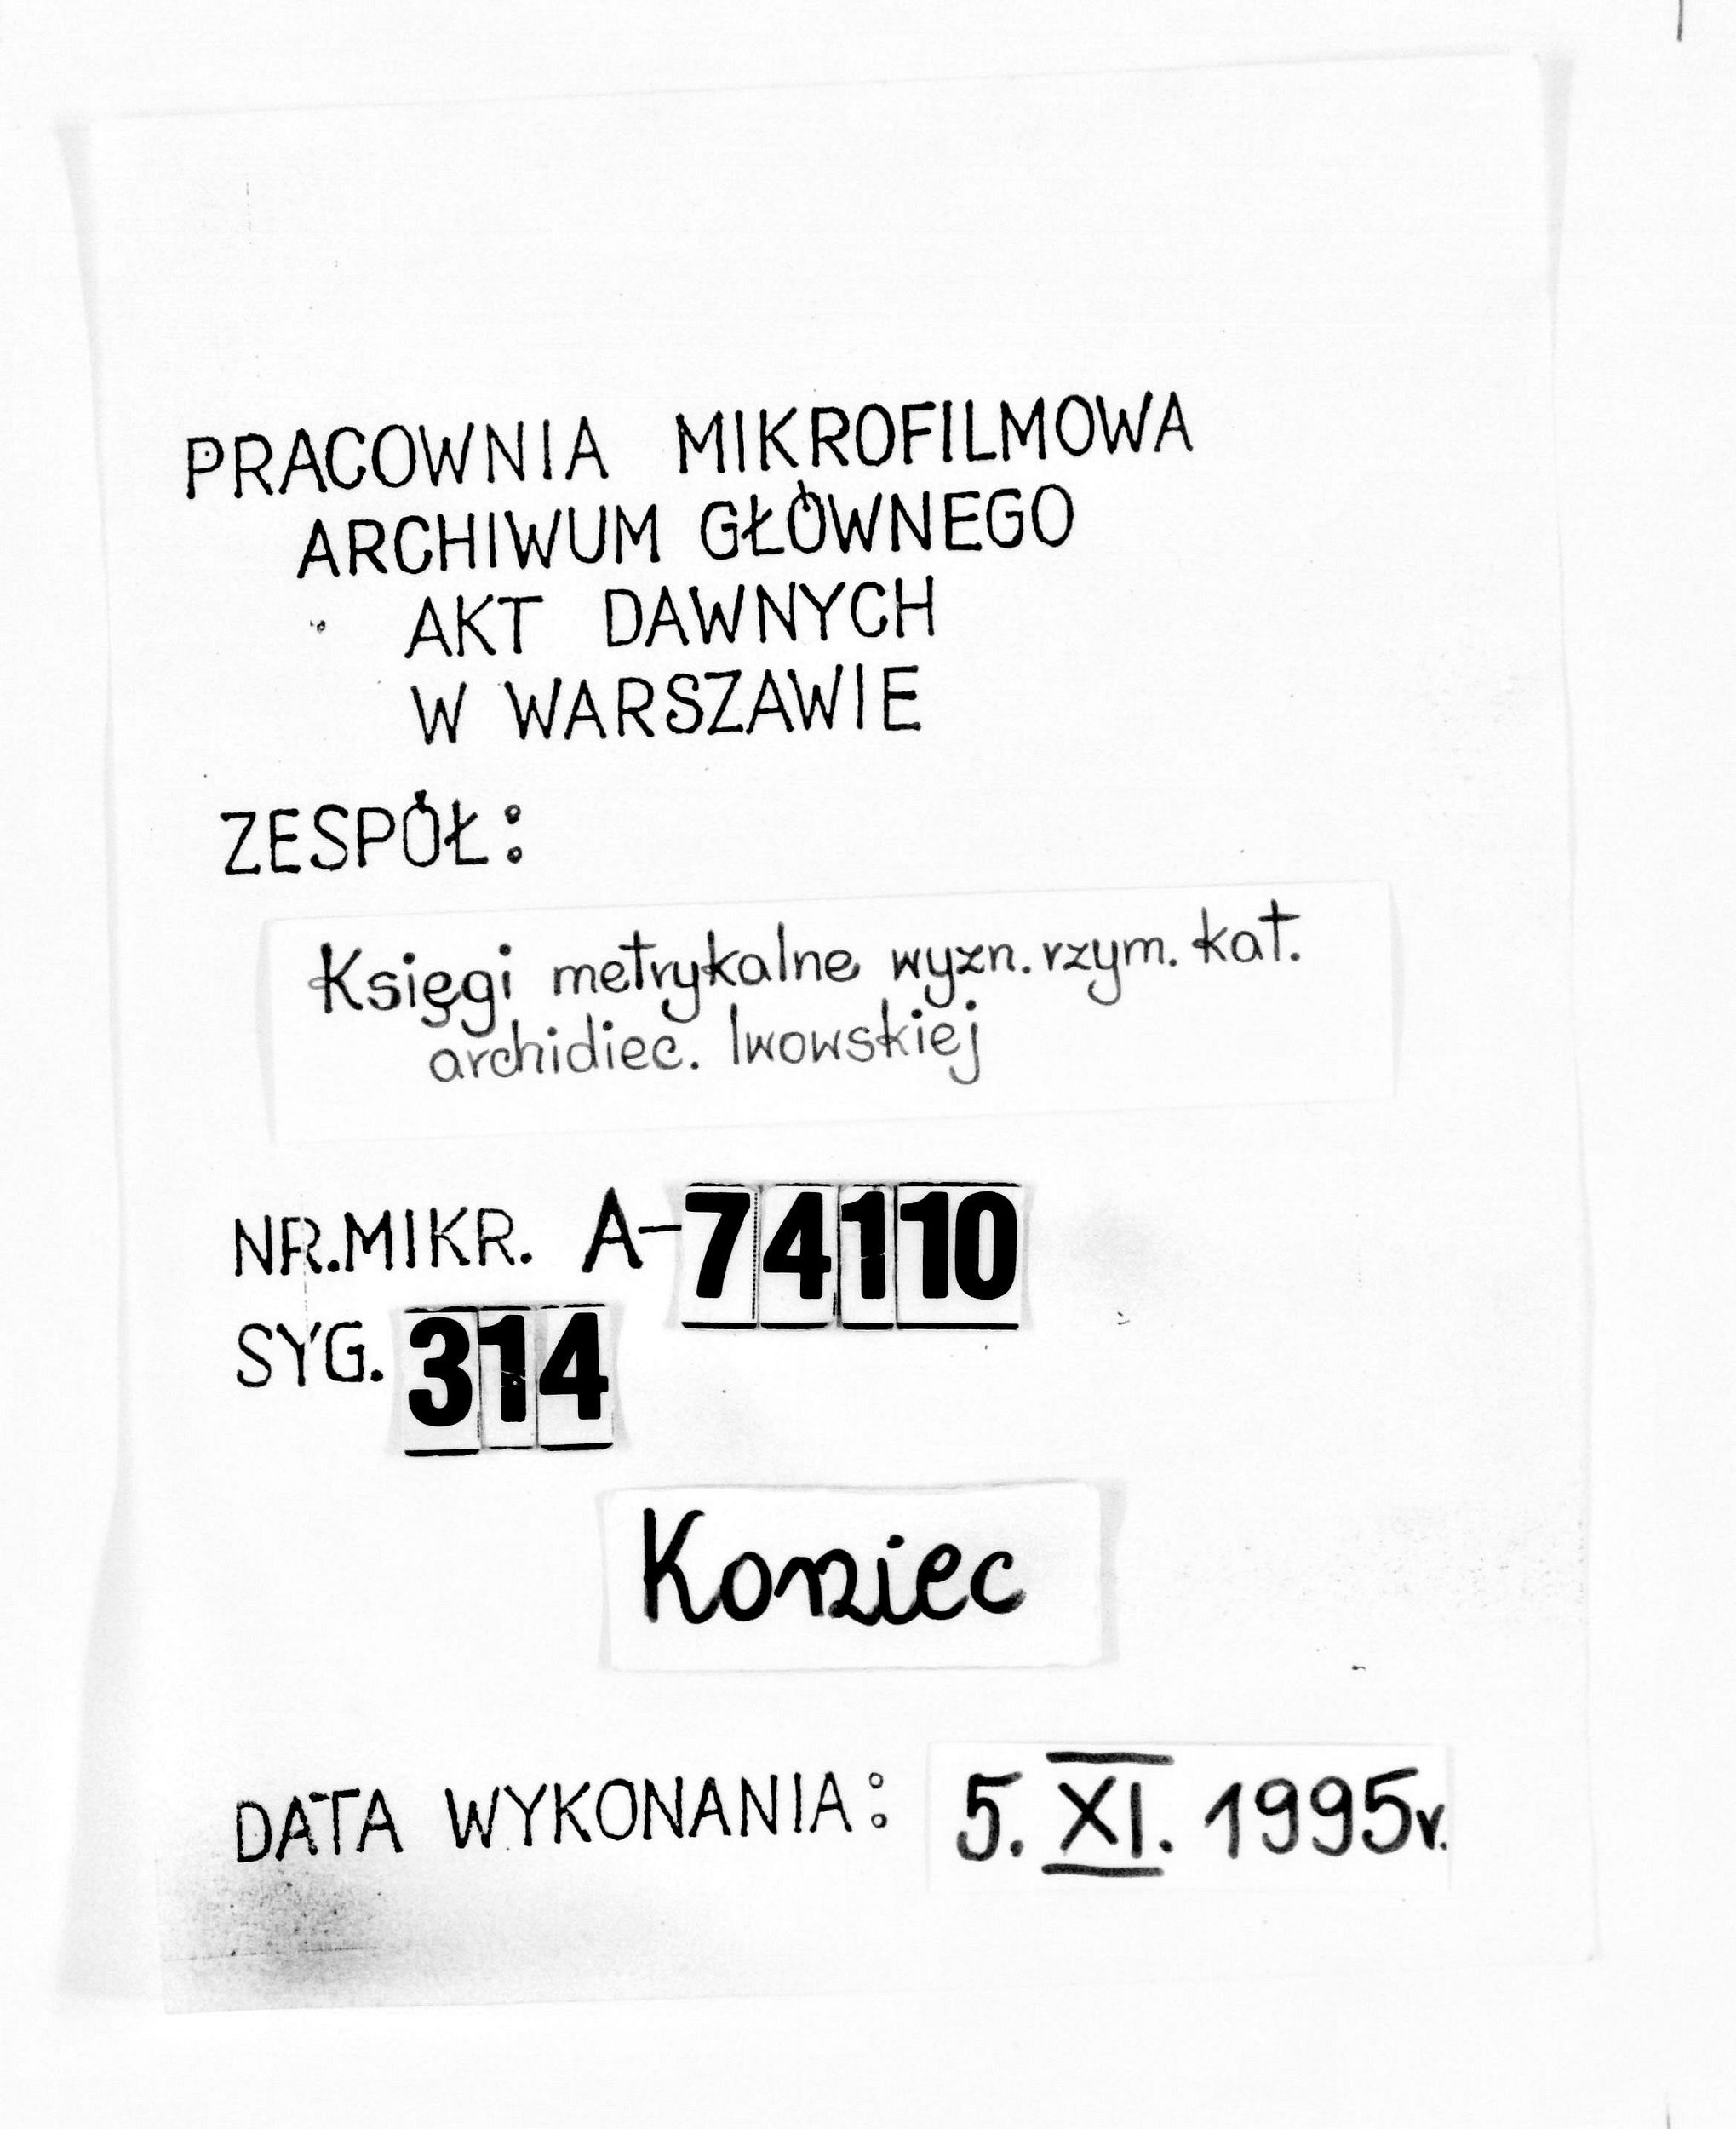 PRACOWNIA MIKROFILMOWA
ARCHIWUM GŁÓWNEGO
AKT DAWNYCH
W WARSZAWIE
ZESPÓŁ:
Księgi metrykalne wyzn. rzym. kat.
archidiec. lwowskiej
NR. MIKR. A-74110
SYG. 314
Koniec
DATA WYKONANIA: 5. XI. 1995r.